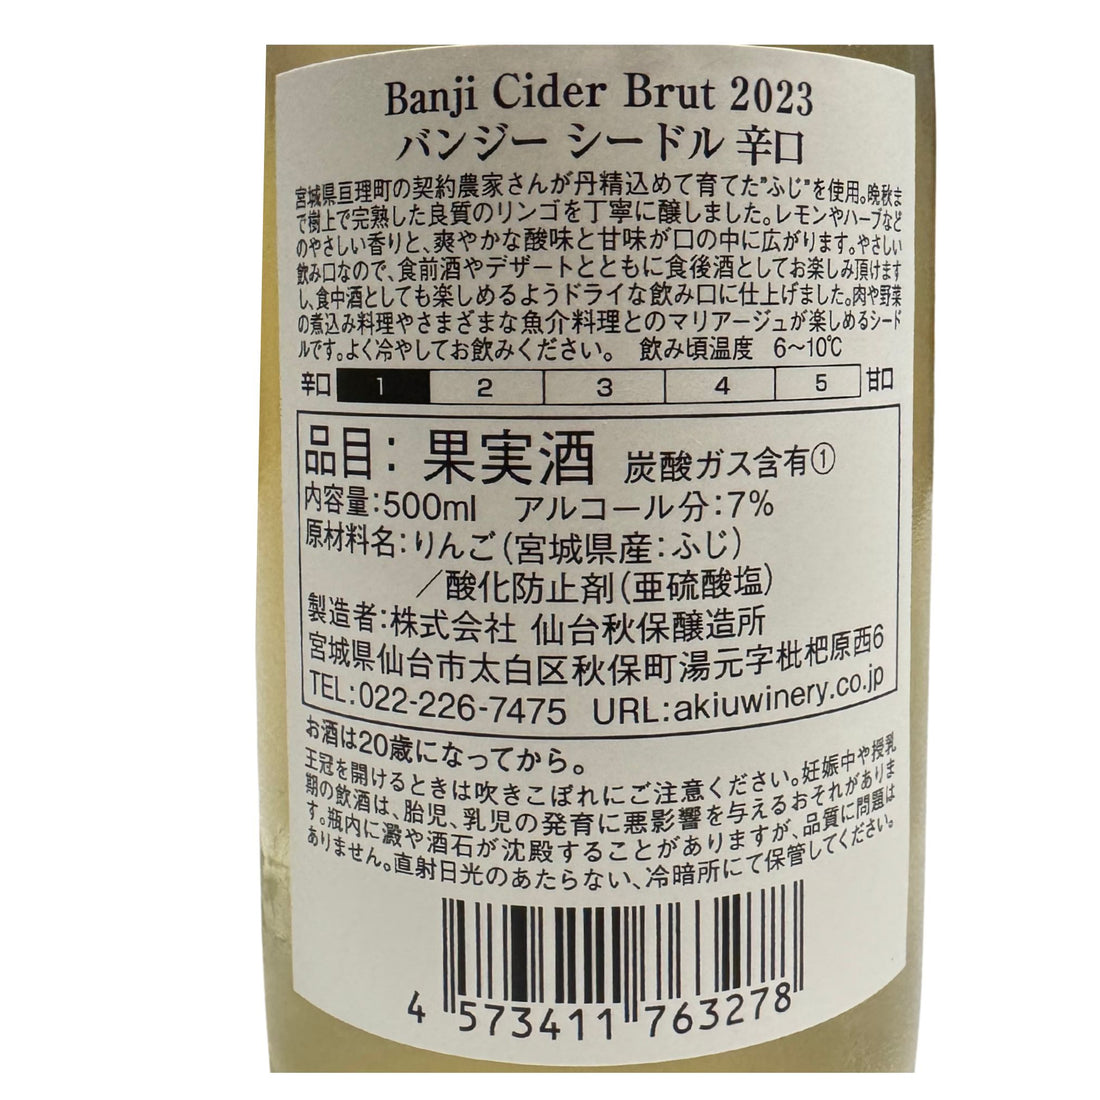 Banji Cider Brut 2023
バンジー シードル 辛口
宮城県亘理町の契約農家さんが丹精込めて育てた"ふじ"を使用。晩秋ま
で樹上で完熟した良質のリンゴを丁寧に醸しました。レモンやハーブなど
のやさしい香りと、爽やかな酸味と甘味が口の中に広がります。やさしい
飲み口なので、食前酒やデザートとともに食後酒としてお楽しみ頂けます
し、食中酒としても楽しめるようドライな飲み口に仕上げました。肉や野菜
の煮込み料理やさまざまな魚介料理とのマリアージュが楽しめるシード
ルです。よく冷やしてお飲みください。 飲み頃温度 6〜10℃
辛口 1 2 3 4 5 甘口
品目：果実酒 炭酸ガス含有①
内容量：500ml アルコール分：7%
原材料名：りんご（宮城県産：ふじ）
／酸化防止剤（亜硫酸塩）
製造者：株式会社 仙台秋保醸造所
宮城県仙台市太白区秋保町湯元字枇杷原西6
TEL：022-226-7475 URL：akiuwinery.co.jp
お酒は20歳になってから。
王冠を開けるときは吹きこぼれにご注意ください。妊娠中や授乳
期の飲酒は、胎児、乳児の発育に悪影響を与えるおそれがありま
す。瓶内に澱や酒石が沈殿することがありますが、品質に問題は
ありません。直射日光のあたらない、冷暗所にて保管してください。
4 573411 763278